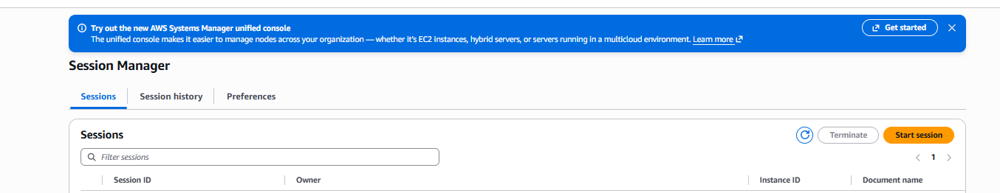 Try out the new AWS Systems Manager unified console
The unified console makes it easier to manage nodes across your organization — whether it's EC2 instances, hybrid servers, or servers running in a multicloud environment. Learn more
Get started
Session Manager
Sessions
Session history
Preferences
Sessions
Terminate
Start session
Filter sessions
1
Session ID
Owner
Instance ID
Document name